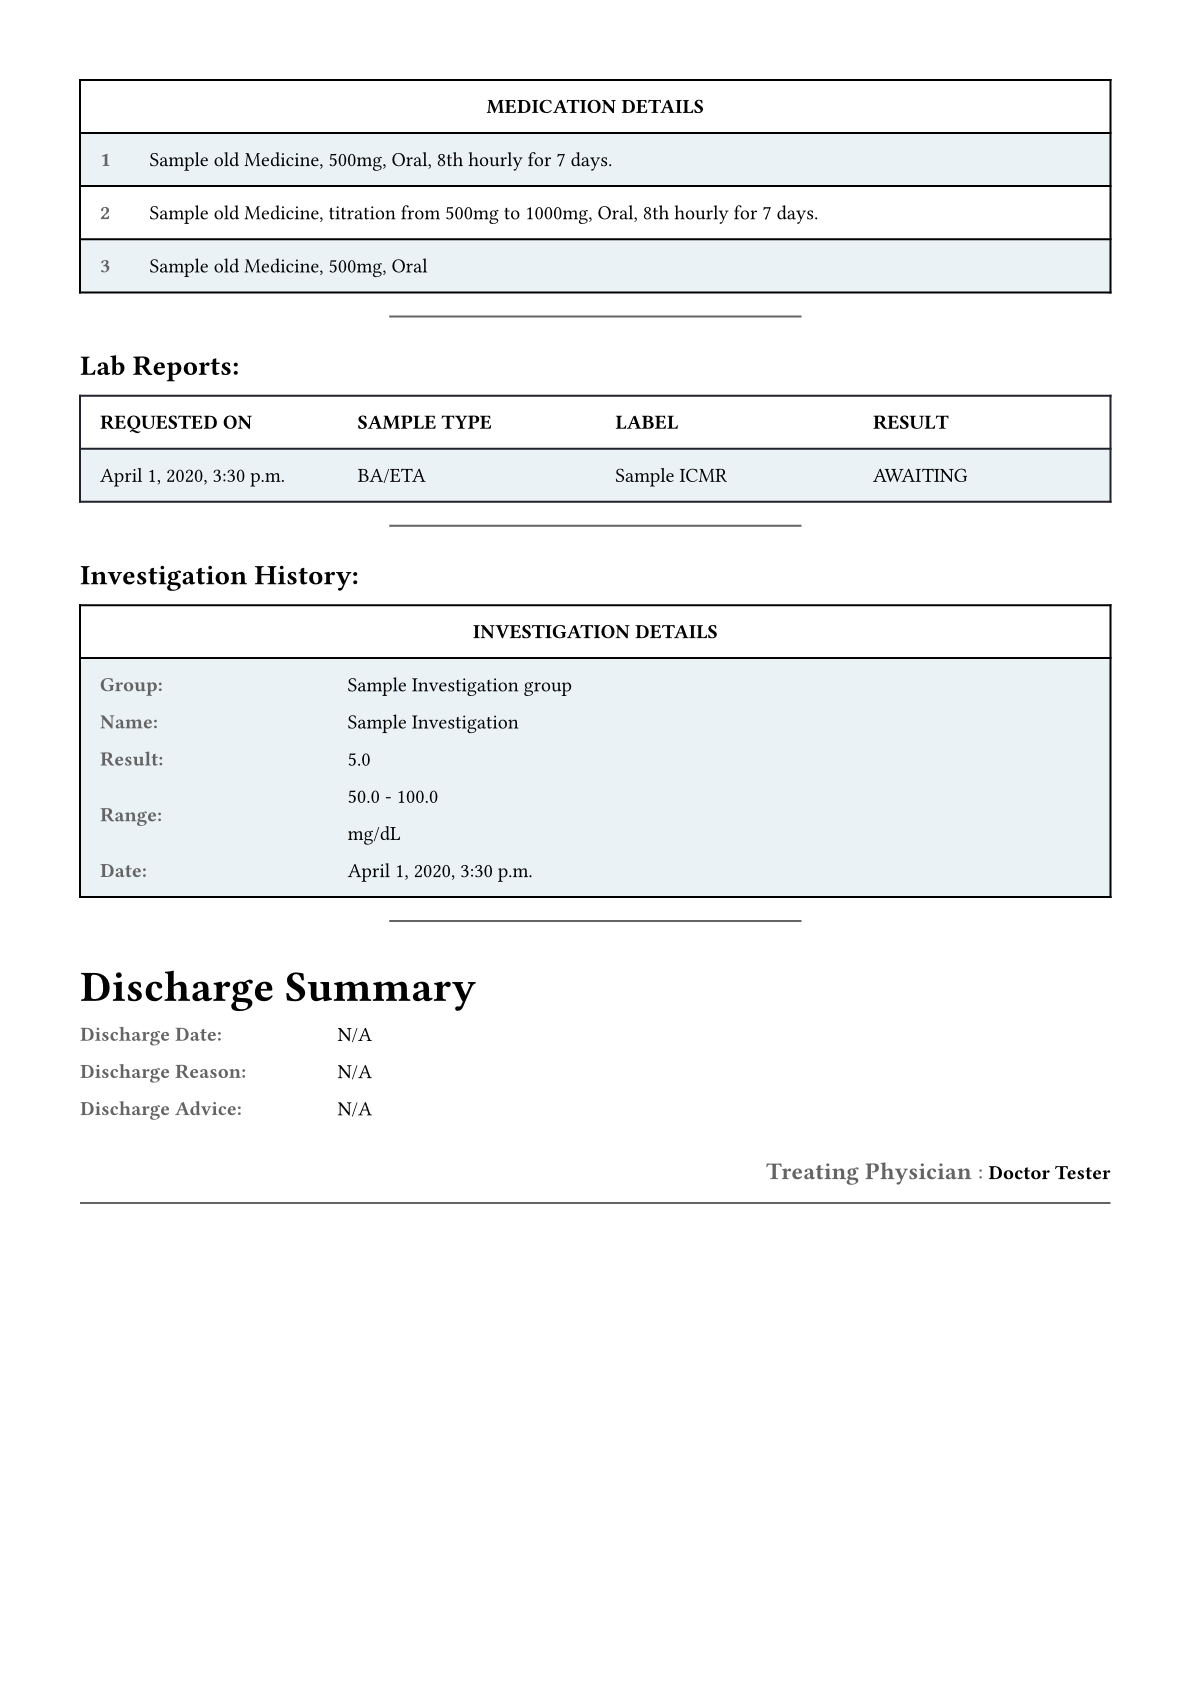 MEDICATION DETAILS
1 Sample old Medicine, 500mg, Oral, 8th hourly for 7 days.
2 Sample old Medicine, titration from 500mg to 1000mg, Oral, 8th hourly for 7 days.
3 Sample old Medicine, 500mg, Oral
Lab Reports:
REQUESTED ON SAMPLE TYPE LABEL RESULT
April 1, 2020, 3:30 p.m. BA/ETA Sample ICMR AWAITING
Investigation History:
INVESTIGATION DETAILS
Group: Sample Investigation group
Name: Sample Investigation
Result: 5.0
Range: 50.0 - 100.0
mg/dL
Date: April 1, 2020, 3:30 p.m.
Discharge Summary
Discharge Date: N/A
Discharge Reason: N/A
Discharge Advice: N/A
Treating Physician : Doctor Tester